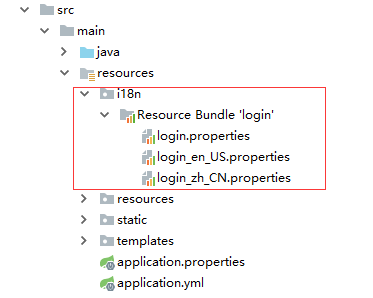 src
main
java
resources
i18n
Resource Bundle 'login'
login.properties
login_en_US.properties
login_zh_CN.properties
resources
static
templates
application.properties
application.yml